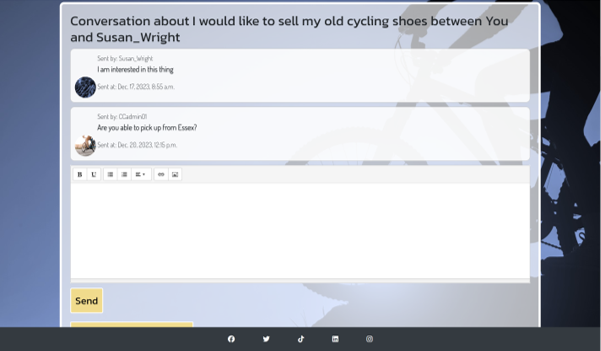 Conversation about I would like to sell my old cycling shoes between You
and Susan_Wright
Sent by: Susan_Wright
I am interested in this thing
Sent at: Dec. 17, 2023, 8:55 a.m.
Sent by: CCadmin01
Are you able to pick up from Essex?
Sent at: Dec. 20, 2023, 12:15 p.m.
B U
Send